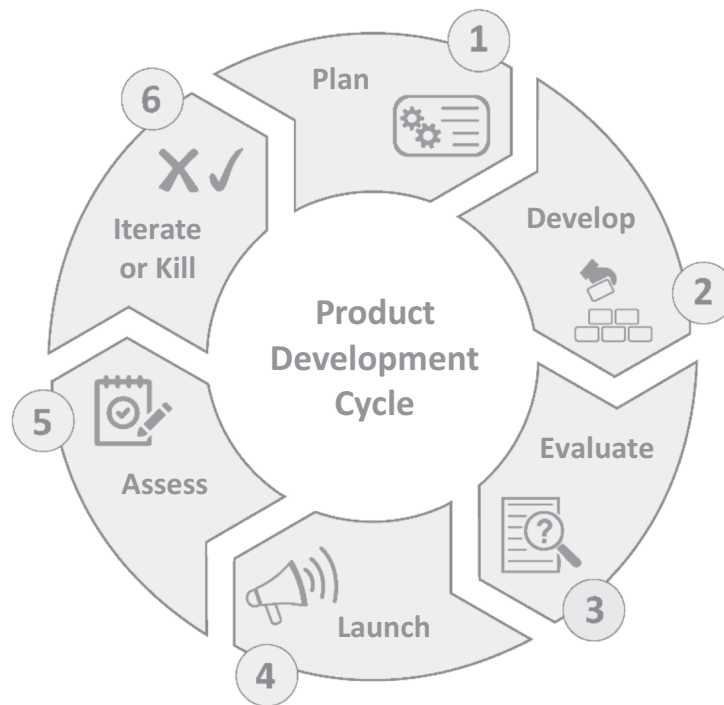 1
Plan
2
Develop
3
Evaluate
?
4
Launch
5
Assess
6
Iterate
or Kill
Product
Development
Cycle